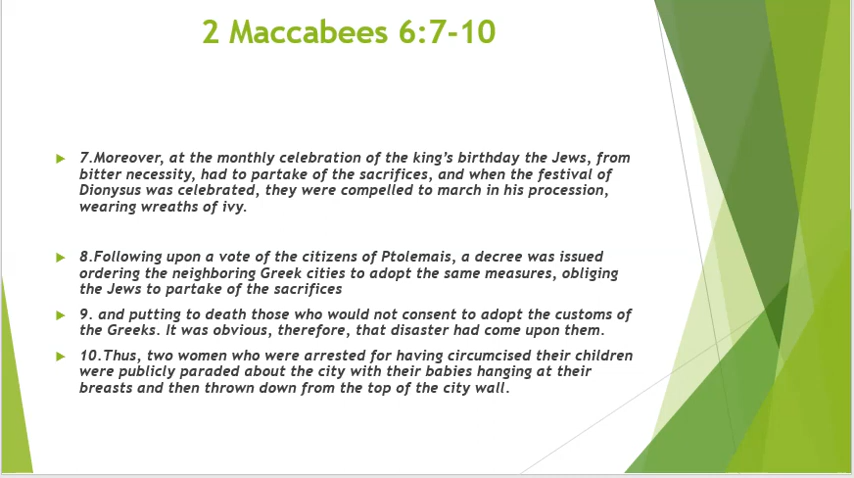 2 Maccabees 6:7-10
7.Moreover, at the monthly celebration of the king's birthday the Jews, from
bitter necessity, had to partake of the sacrifices, and when the festival of
Dionysus was celebrated, they were compelled to march in his procession,
wearing wreaths of ivy.
8.Following upon a vote of the citizens of Ptolemais, a decree was issued
ordering the neighboring Greek cities to adopt the same measures, obliging
the Jews to partake of the sacrifices
9. and putting to death those who would not consent to adopt the customs of
the Greeks. It was obvious, therefore, that disaster had come upon them.
10.Thus, two women who were arrested for having circumcised their children
were publicly paraded about the city with their babies hanging at their
breasts and then thrown down from the top of the city wall.